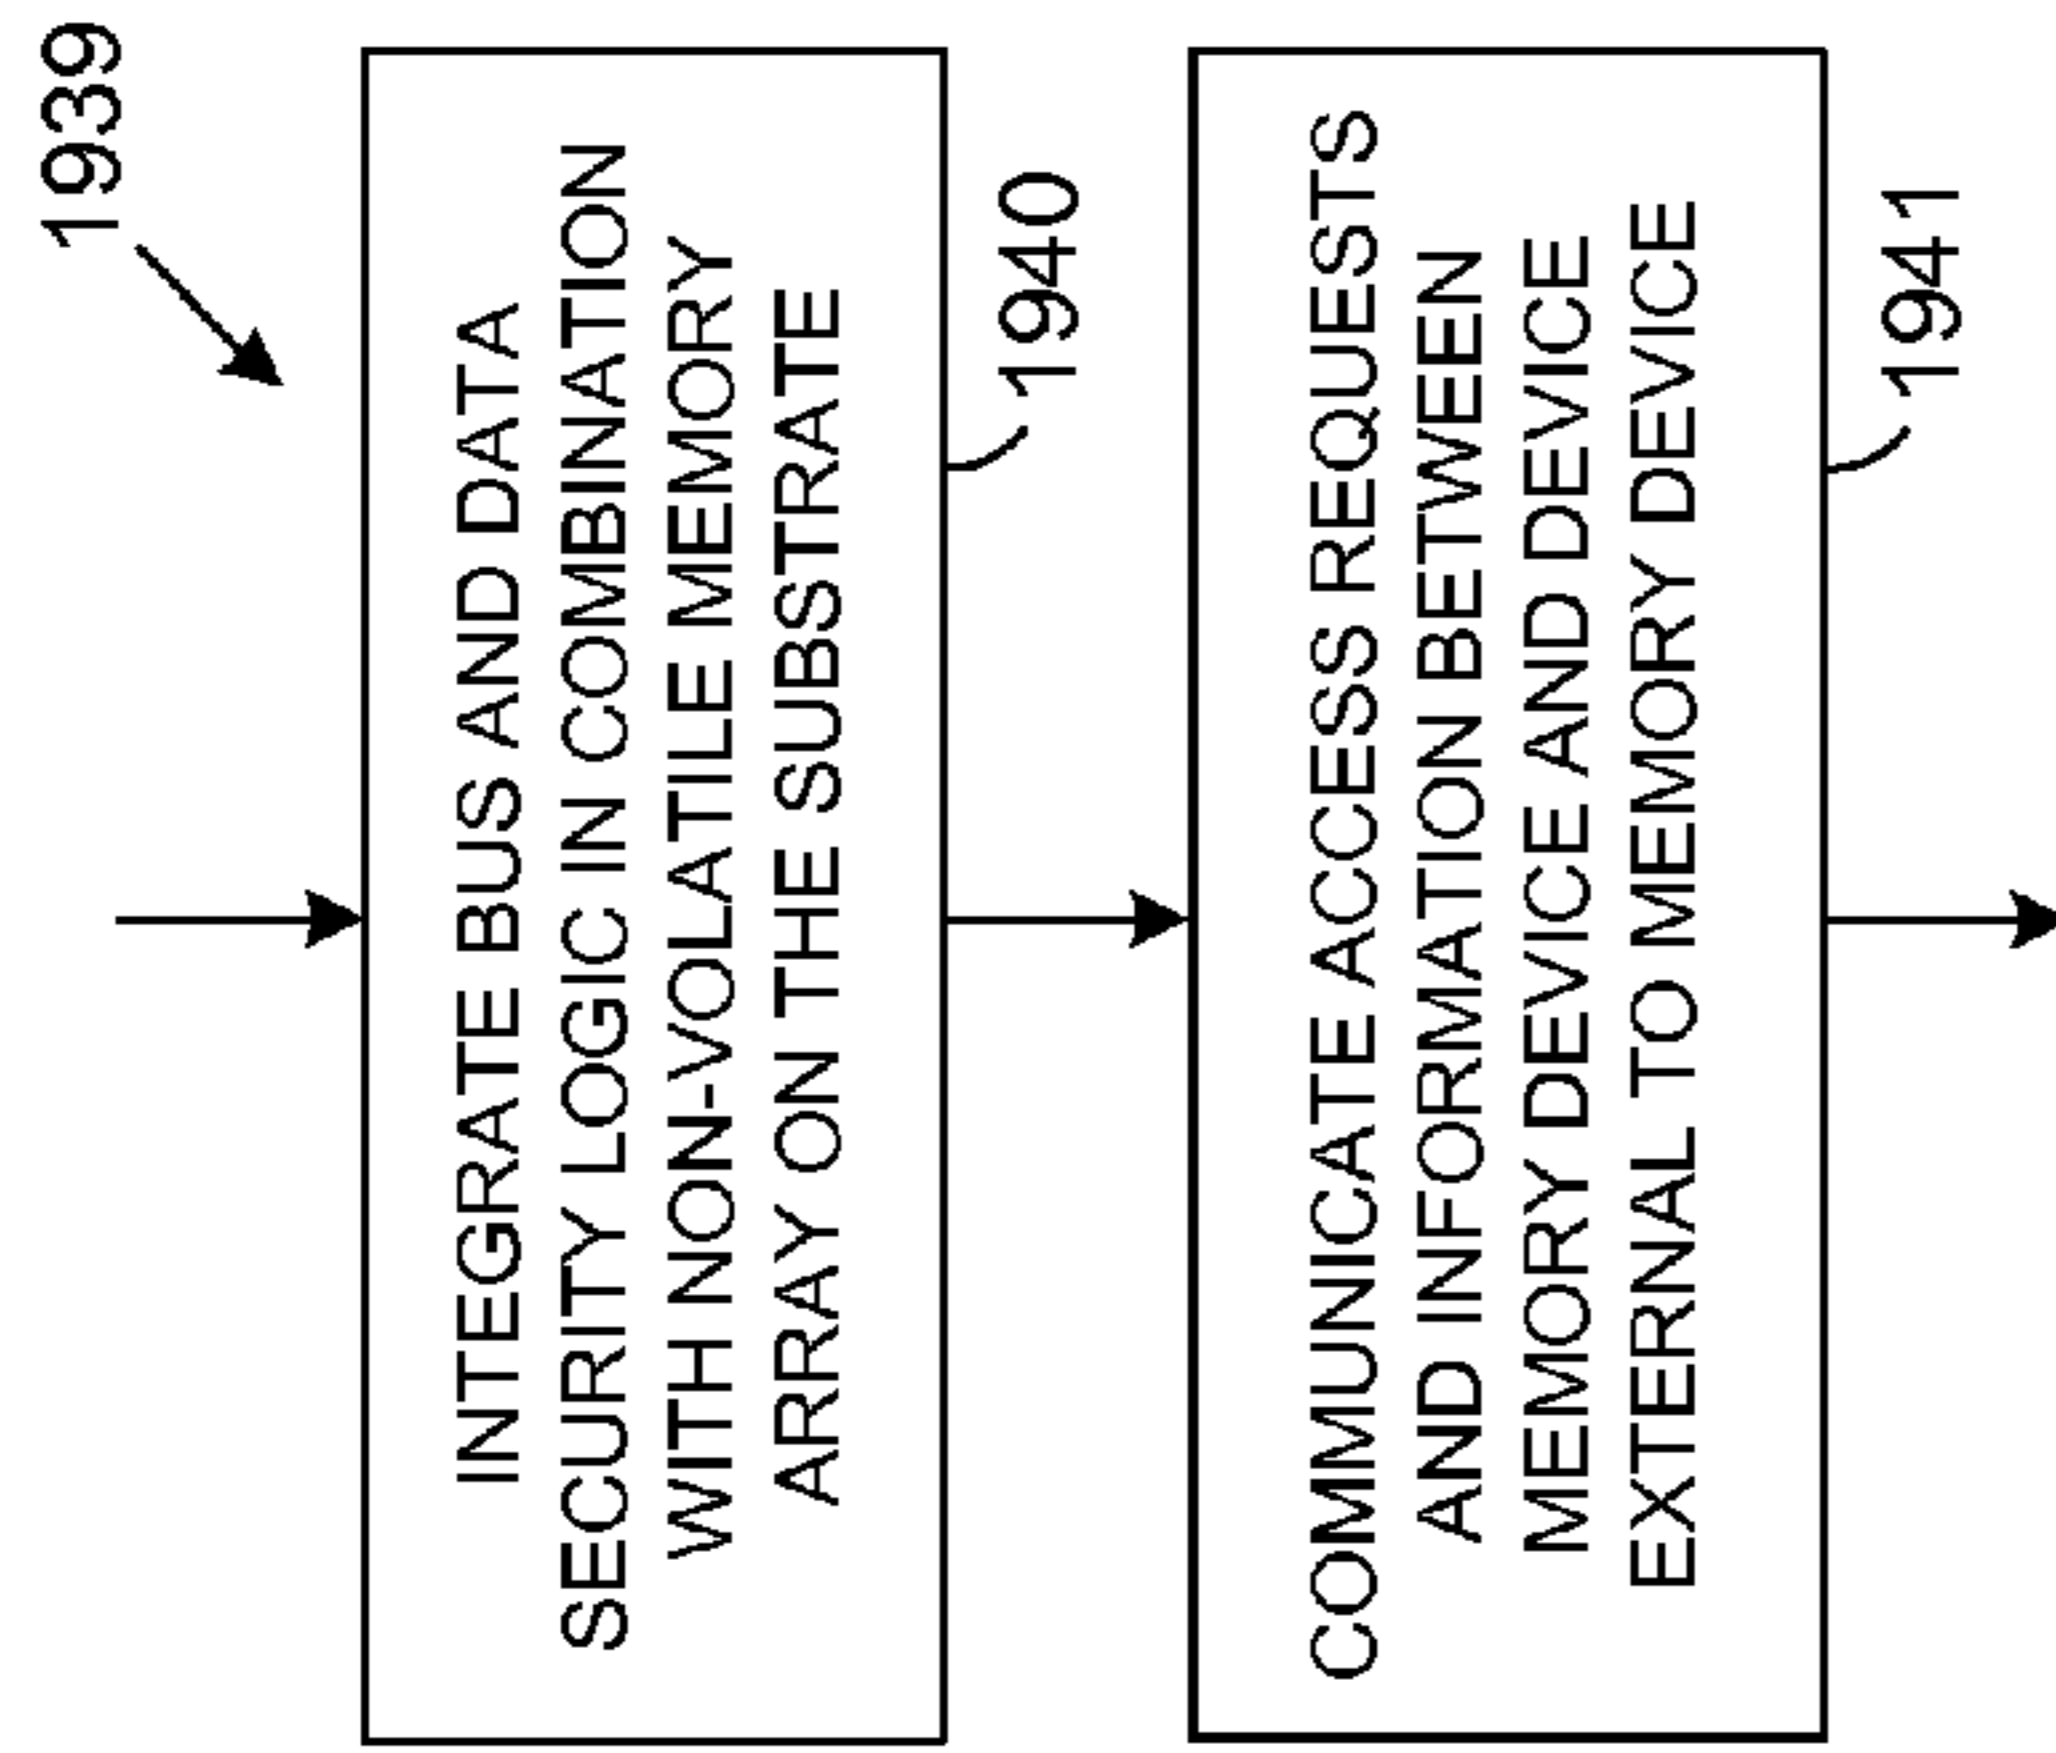 1939
INTEGRATE BUS AND DATA
SECURITY LOGIC IN COMBINATION
WITH NON-VOLATILE MEMORY
ARRAY ON THE SUBSTRATE
1940
COMMUNICATE ACCESS REQUESTS
AND INFORMATION BETWEEN
MEMORY DEVICE AND DEVICE
EXTERNAL TO MEMORY DEVICE
1941